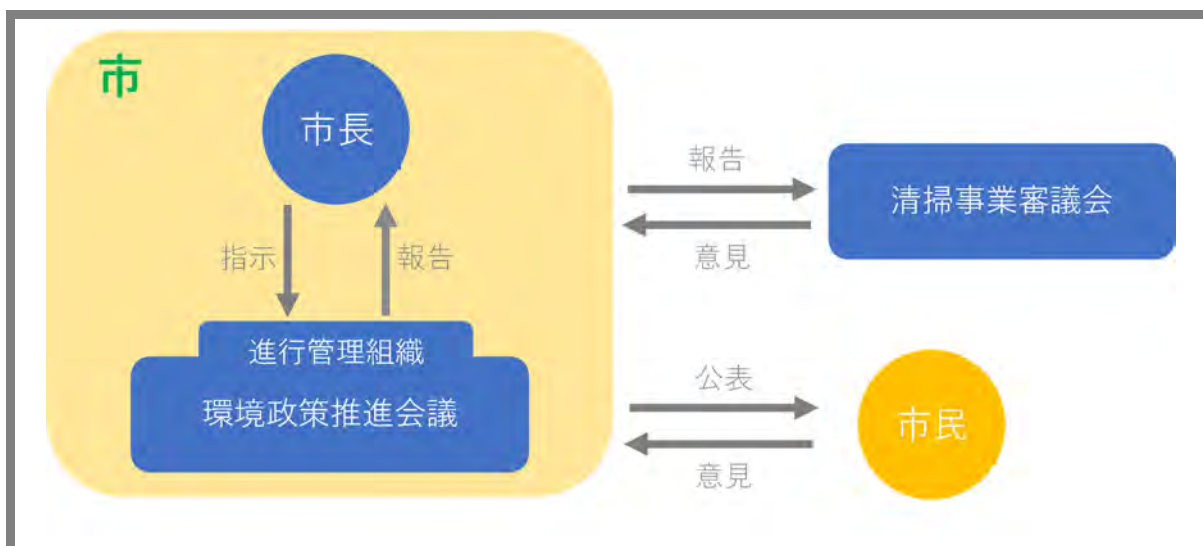 市
市長
指示
報告
進行管理組織
環境政策推進会議
報告
意見
清掃事業審議会
公表
意見
市民